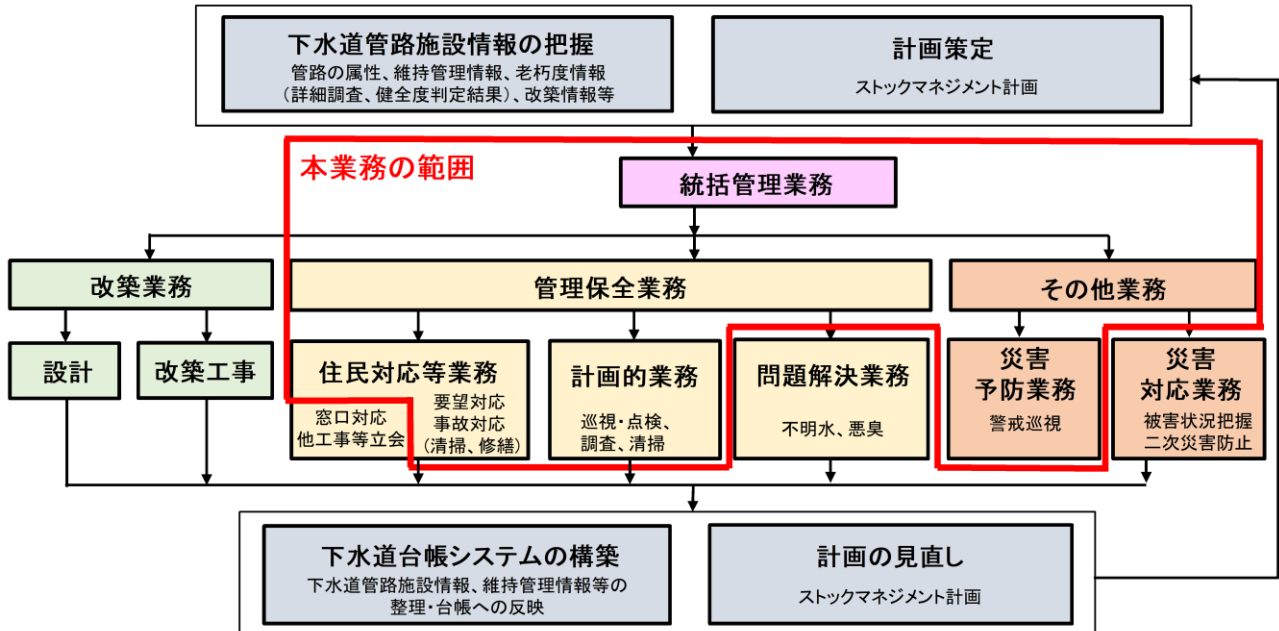 下水道管路施設情報の把握
管路の属性、維持管理情報、老朽度情報
（詳細調査、健全度判定結果）、改築情報等
計画策定
ストックマネジメント計画
本業務の範囲
統括管理業務
改築業務
管理保全業務
その他業務
設計
改築工事
住民対応等業務
窓口対応
他工事等立会
要望対応
事故対応
（清掃、修繕）
計画的業務
巡視・点検、
調査、清掃
問題解決業務
不明水、悪臭
災害
予防業務
警戒巡視
災害
対応業務
被害状況把握
二次災害防止
下水道台帳システムの構築
下水道管路施設情報、維持管理情報等の
整理・台帳への反映
計画の見直し
ストックマネジメント計画